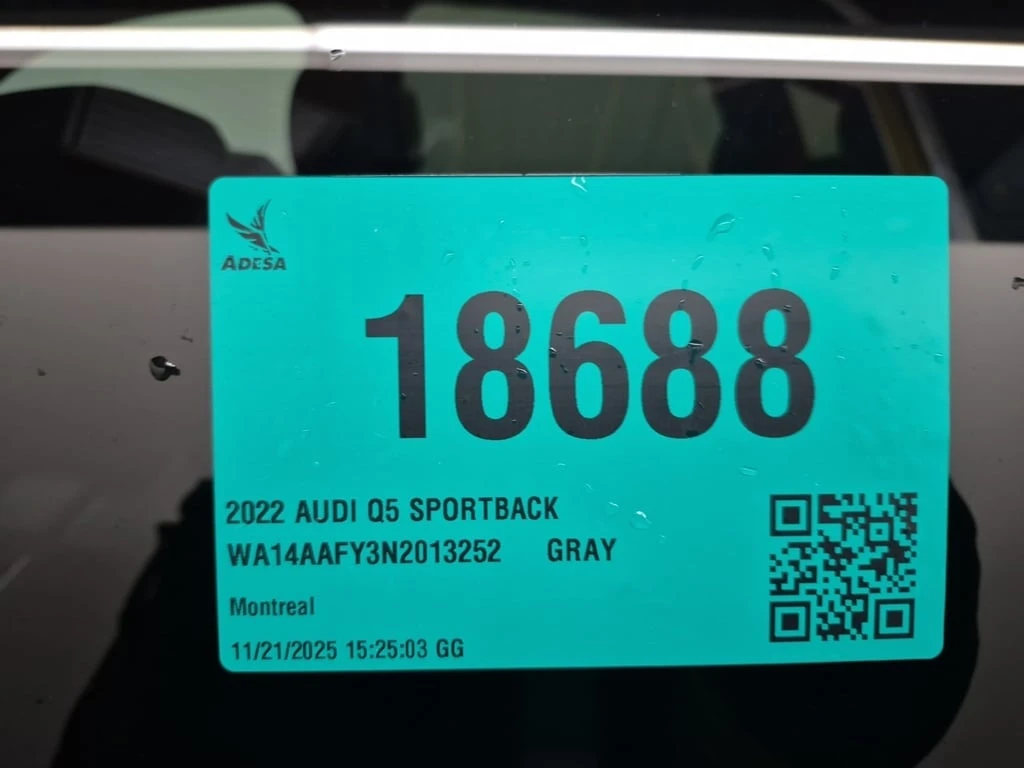 ADESA
18688
2022 AUDI Q5 SPORTBACK
WA14AAFY3N2013252 GRAY
Montreal
11/21/2025 15:25:03 GG